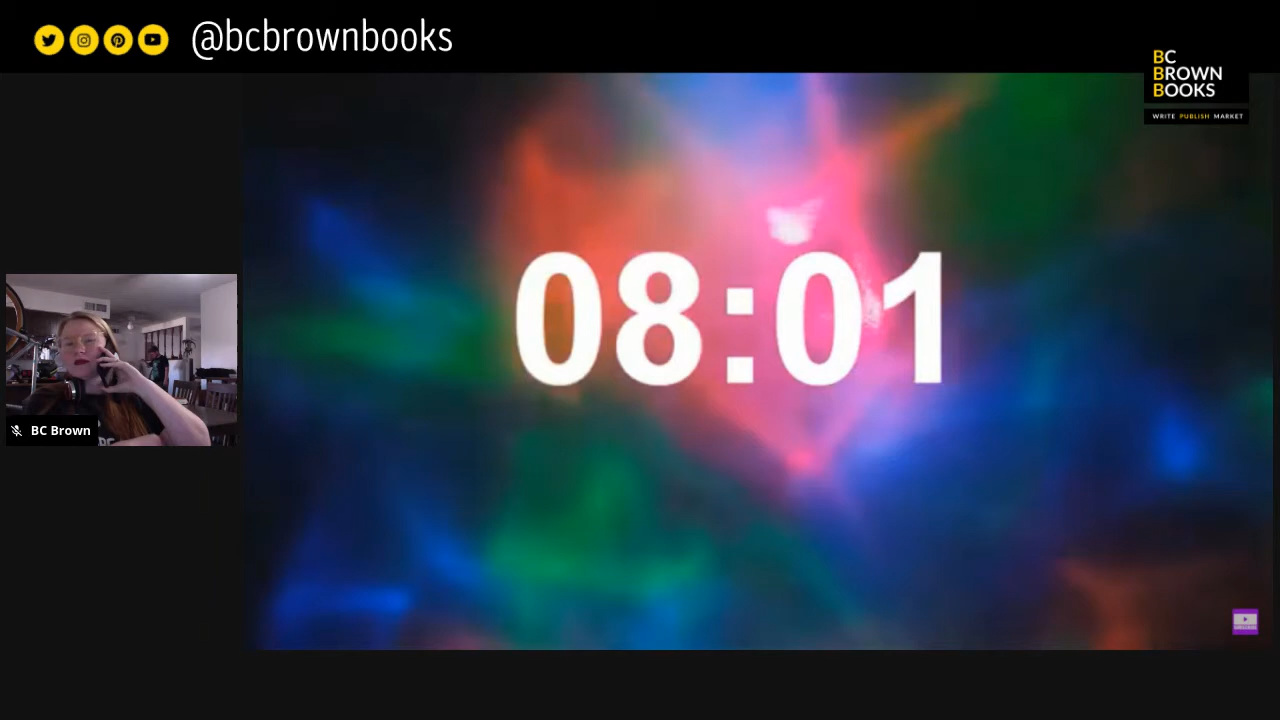 @bcbrownbooks
BC
BROWN
BOOKS
WRITE PUBLISH MARKET
08:01
BC Brown